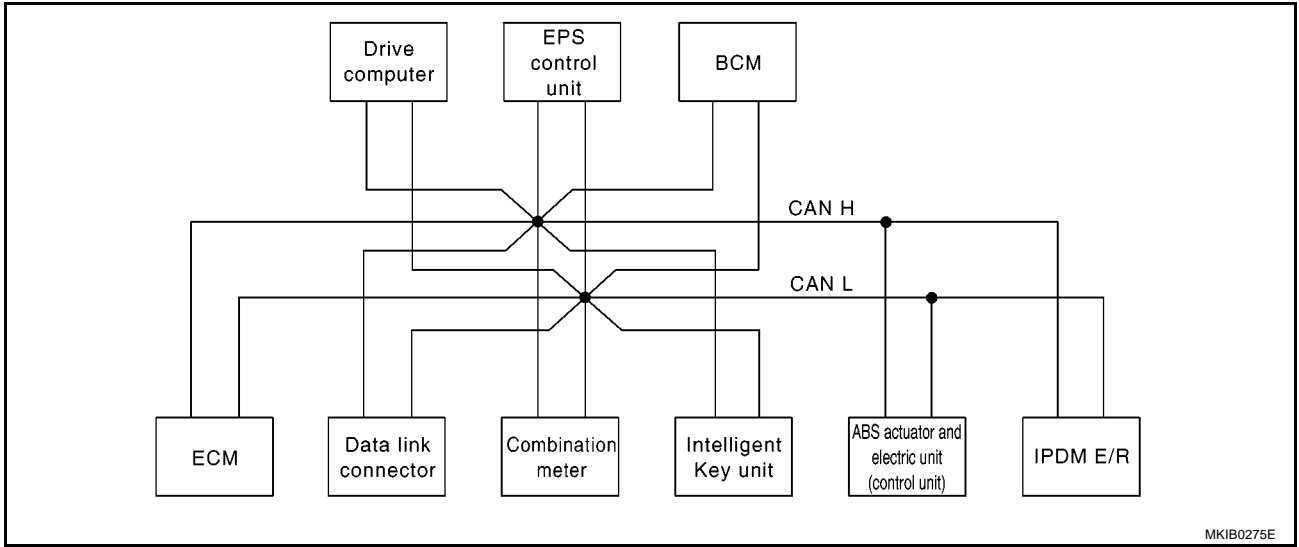 Drive
computer
EPS
control
unit
BCM
CAN H
CAN L
ECM
Data link
connector
Combination
meter
Intelligent
Key unit
ABS actuator and
electric unit
(control unit)
IPDM E/R
MKIB0275E